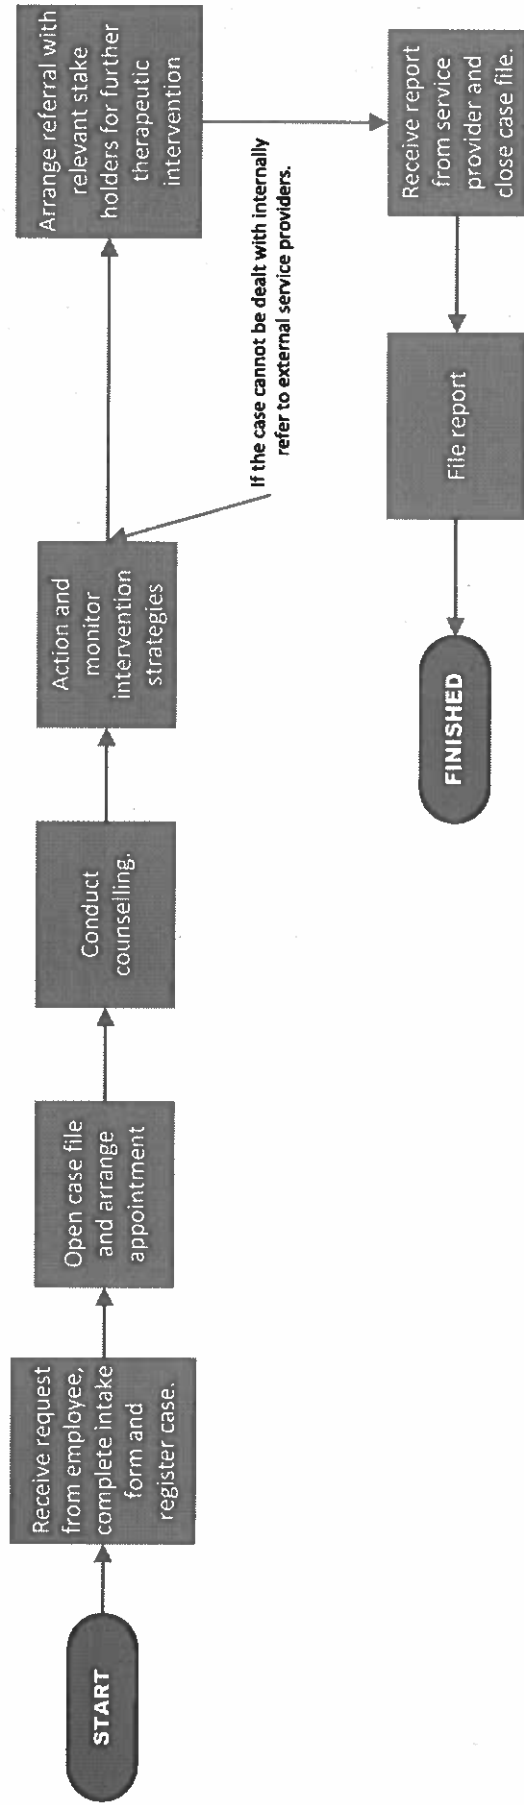 START
Receive request
from employee,
complete intake
form and
register case.
Open case file
and arrange
appointment
Conduct
counselling.
Action and
monitor
intervention
strategies
If the case cannot be dealt with internally
refer to external service providers.
Arrange referral with
relevant stake
holders for further
therapeutic
intervention
Receive report
from service
provider and
close case file.
File report
FINISHED